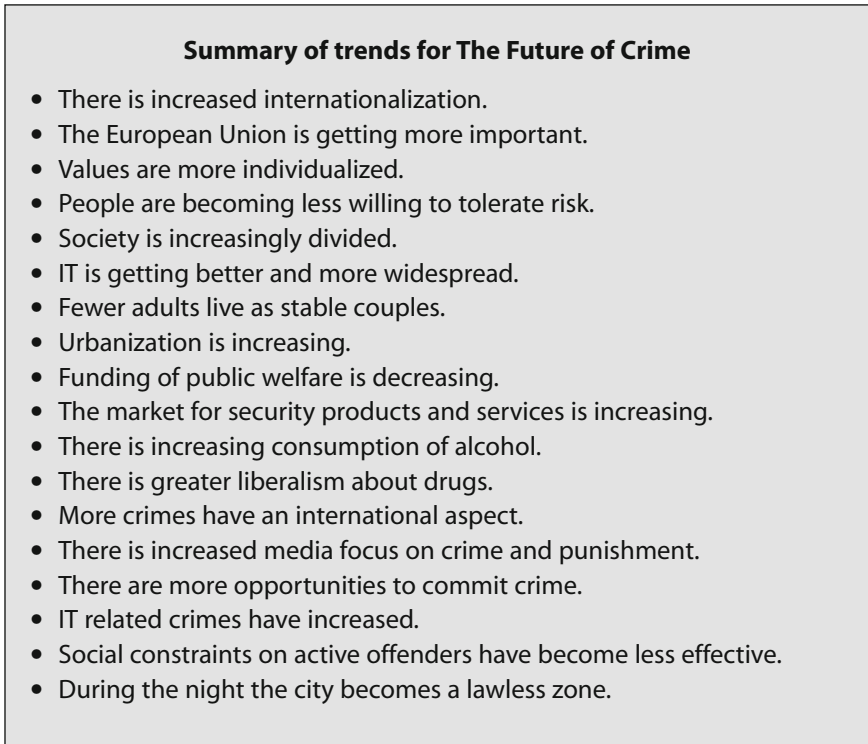 Summary of trends for The Future of Crime
• There is increased internationalization.
• The European Union is getting more important.
• Values are more individualized.
• People are becoming less willing to tolerate risk.
• Society is increasingly divided.
• IT is getting better and more widespread.
• Fewer adults live as stable couples.
• Urbanization is increasing.
• Funding of public welfare is decreasing.
• The market for security products and services is increasing.
• There is increasing consumption of alcohol.
• There is greater liberalism about drugs.
• More crimes have an international aspect.
• There is increased media focus on crime and punishment.
• There are more opportunities to commit crime.
• IT related crimes have increased.
• Social constraints on active offenders have become less effective.
• During the night the city becomes a lawless zone.